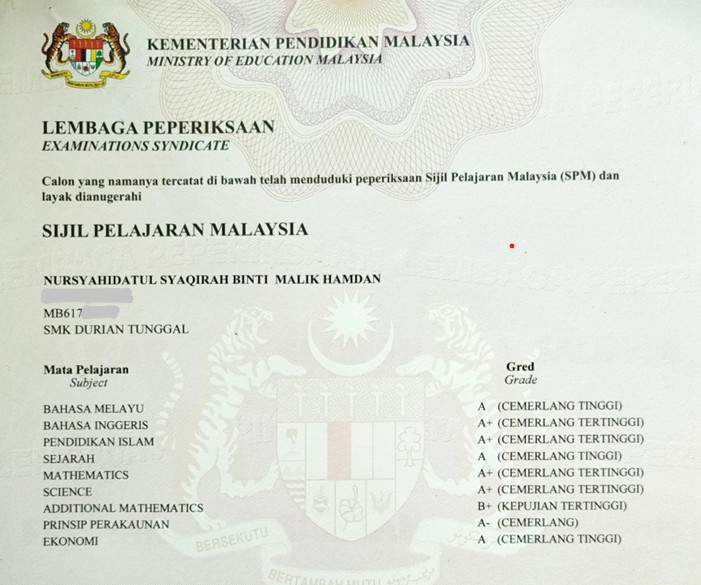 KEMENTERIAN PENDIDIKAN MALAYSIA
MINISTRY OF EDUCATION MALAYSIA
LEMBAGA PEPERIKSAAN
EXAMINATIONS SYNDICATE
Calon yang namanya tercatat di bawah telah menduduki peperiksaan Sijil Pelajaran Malaysia (SPM) dan
layak dianugerahi
SIJIL PELAJARAN MALAYSIA
NURSYAHIDATUL SYAQIRAH BINTI MALIK HAMDAN
MB617
SMK DURIAN TUNGGAL
Mata Pelajaran Gred
Subject Grade
BAHASA MELAYU A (CEMERLANG TINGGI)
BAHASA INGGERIS A+ (CEMERLANG TERTINGGI)
PENDIDIKAN ISLAM A+ (CEMERLANG TERTINGGI)
SEJARAH A (CEMERLANG TINGGI)
MATHEMATICS A+ (CEMERLANG TERTINGGI)
SCIENCE A+ (CEMERLANG TERTINGGI)
ADDITIONAL MATHEMATICS B+ (KEPUJIAN TERTINGGI)
PRINSIP PERAKAUNAN A- (CEMERLANG)
EKONOMI A (CEMERLANG TINGGI)
BERSEKUTU
BERTAMBAH MUTU